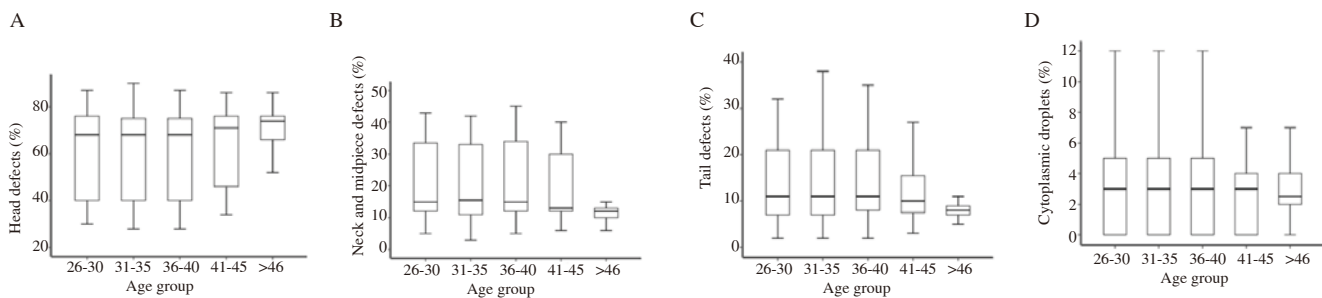 A
Head defects (%)
80
60
40
20
26-30 31-35 36-40 41-45 >46
Age group
B
Neck and midpiece defects (%)
50
40
30
20
10
0
26-30 31-35 36-40 41-45 >46
Age group
C
Tail defects (%)
40
30
20
10
0
26-30 31-35 36-40 41-45 >46
Age group
D
Cytoplasmic droplets (%)
12
10
8
6
4
2
0
26-30 31-35 36-40 41-45 >46
Age group